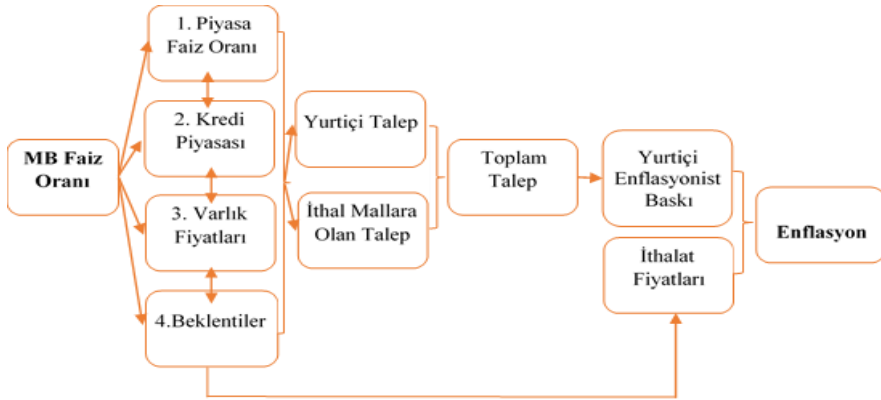 MB Faiz
Oranı
1. Piyasa
Faiz Oranı
2. Kredi
Piyasası
3. Varlık
Fiyatları
4.Beklentiler
Yurtiçi Talep
İthal Mallara
Olan Talep
Toplam
Talep
Yurtiçi
Enflasyonist
Baskı
İthalat
Fiyatları
Enflasyon